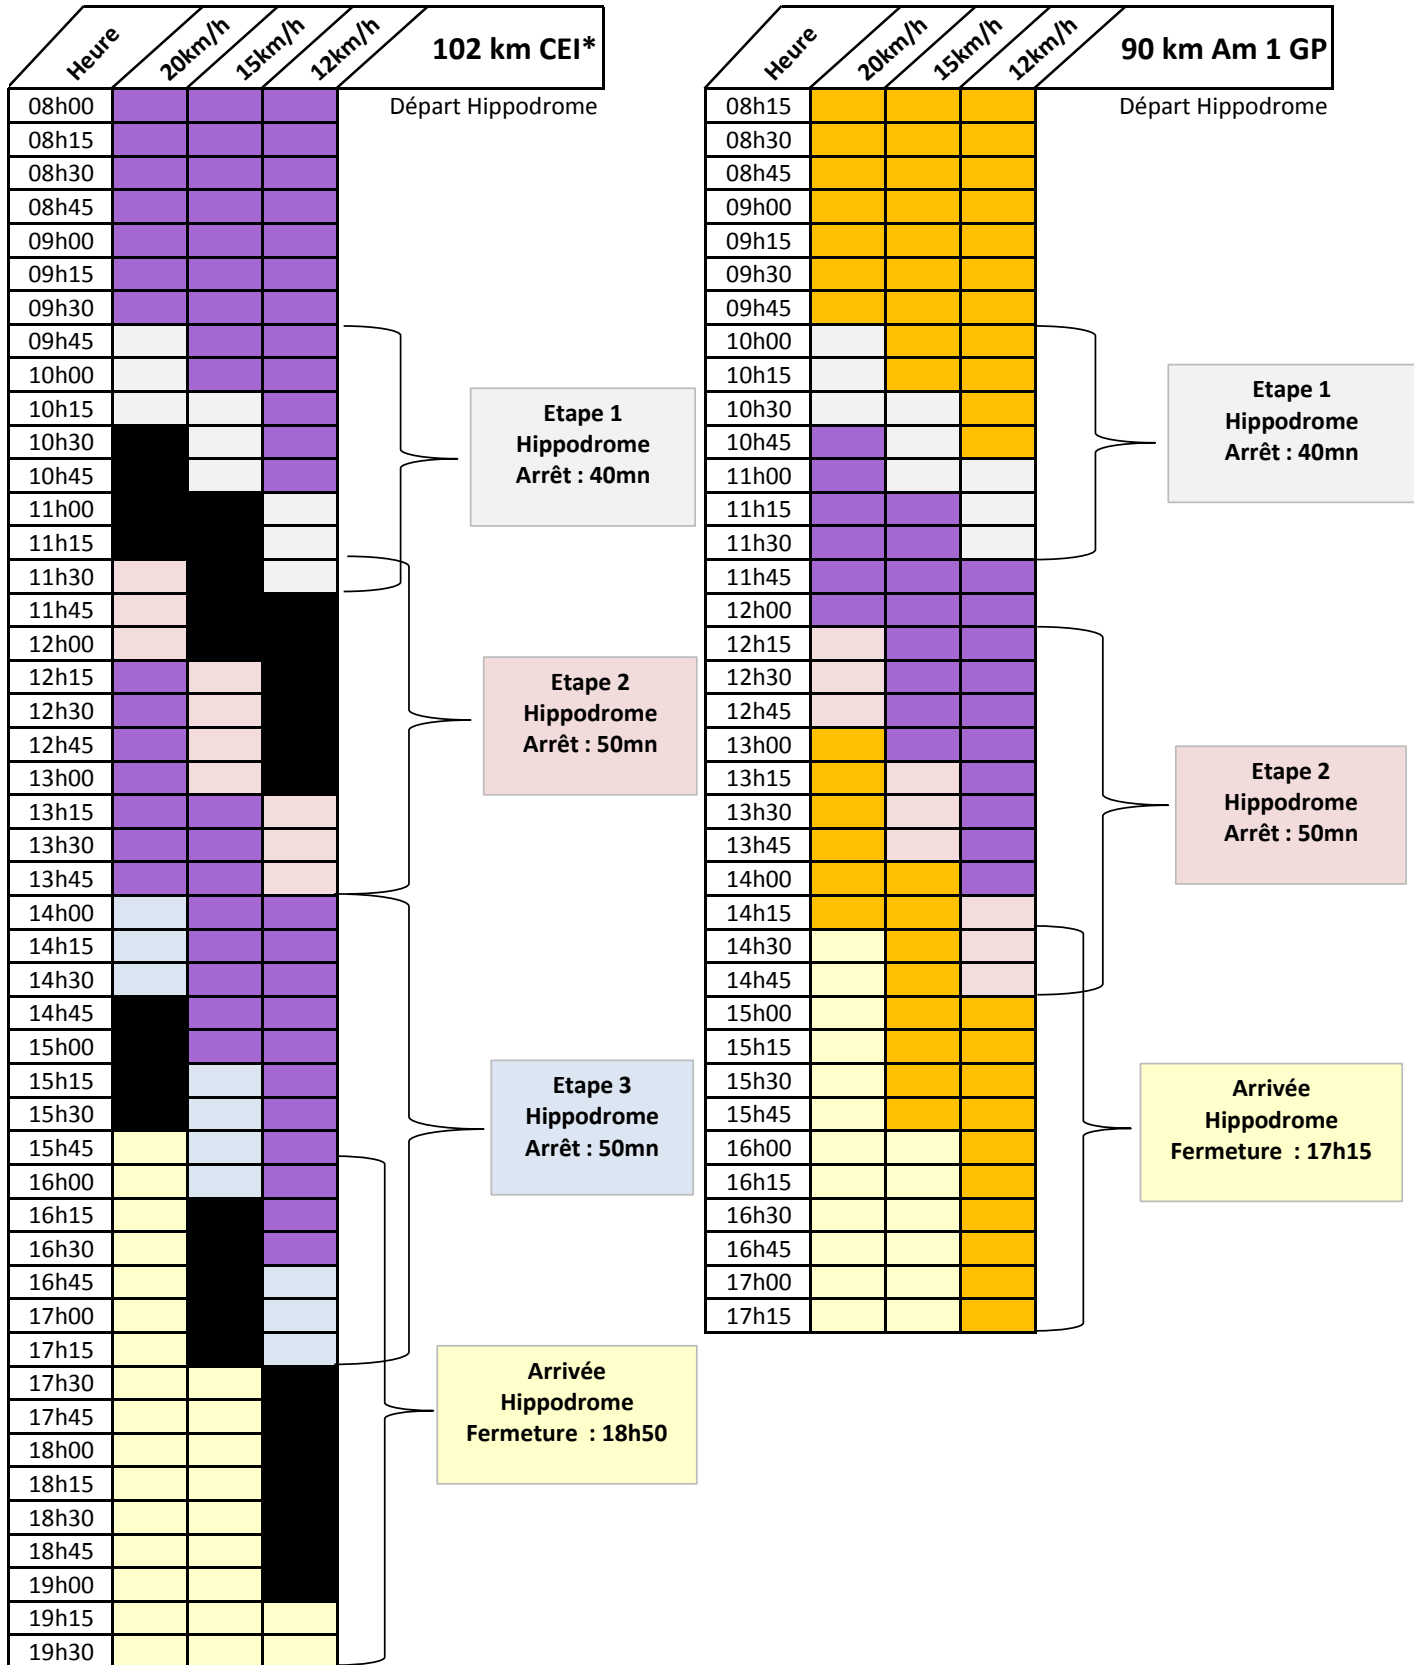 Heure 20km/h 15km/h 12km/h 102 km CEI*
Départ Hippodrome
08h00
08h15
08h30
08h45
09h00
09h15
09h30
09h45
10h00
10h15
10h30
10h45
11h00
11h15
11h30
11h45
12h00
12h15
12h30
12h45
13h00
13h15
13h30
13h45
14h00
14h15
14h30
14h45
15h00
15h15
15h30
15h45
16h00
16h15
16h30
16h45
17h00
17h15
17h30
17h45
18h00
18h15
18h30
18h45
19h00
19h15
19h30
Etape 1
Hippodrome
Arrêt : 40mn
Etape 2
Hippodrome
Arrêt : 50mn
Etape 3
Hippodrome
Arrêt : 50mn
Arrivée
Hippodrome
Fermeture : 18h50
Heure 20km/h 15km/h 12km/h 90 km Am 1 GP
Départ Hippodrome
08h15
08h30
08h45
09h00
09h15
09h30
09h45
10h00
10h15
10h30
10h45
11h00
11h15
11h30
11h45
12h00
12h15
12h30
12h45
13h00
13h15
13h30
13h45
14h00
14h15
14h30
14h45
15h00
15h15
15h30
15h45
16h00
16h15
16h30
16h45
17h00
17h15
Etape 1
Hippodrome
Arrêt : 40mn
Etape 2
Hippodrome
Arrêt : 50mn
Arrivée
Hippodrome
Fermeture : 17h15